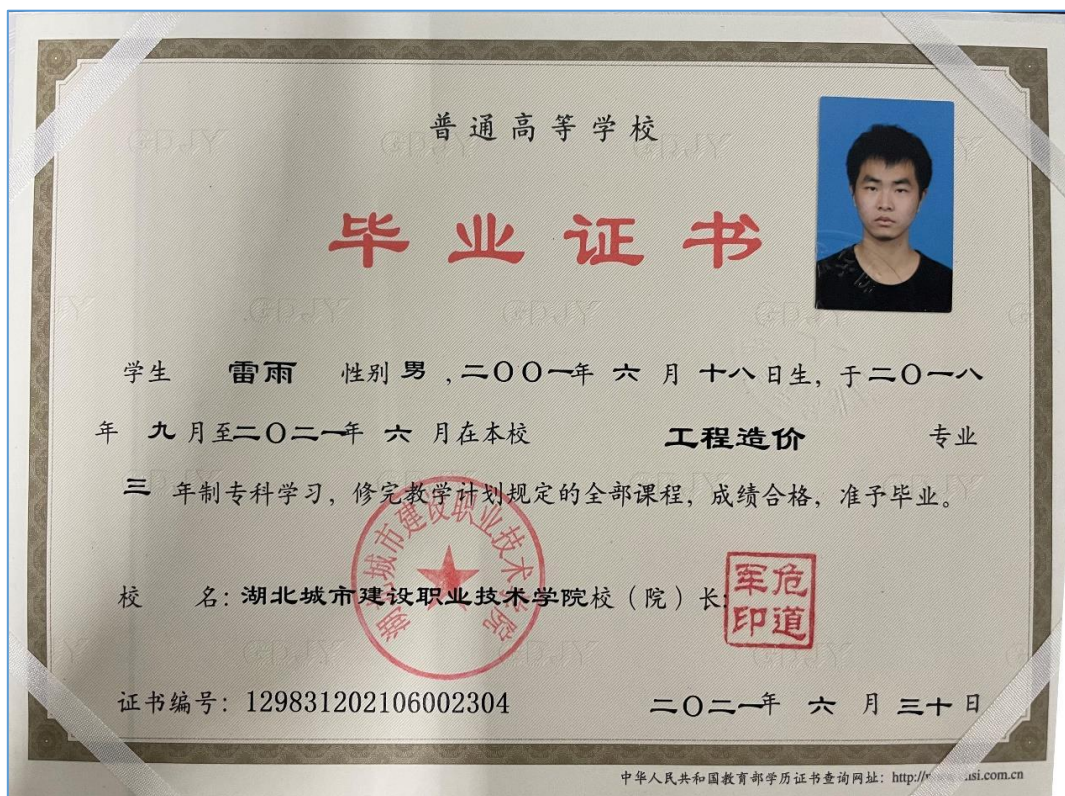 普通高等学校
毕业证书
学生 雷雨 性别 男，二〇〇一年 六 月 十八 日生，于二〇一八
年 九 月至二〇二一年 六 月在本校 工程造价 专业
三 年制专科学习，修完教学计划规定的全部课程，成绩合格，准予毕业。
湖北城市建设职业技术学院
校 名：湖北城市建设职业技术学院校（院）长：
危道军印
证书编号：129831202106002304 二〇二一年 六 月 三十 日
中华人民共和国教育部学历证书查询网址：http://
GDJY